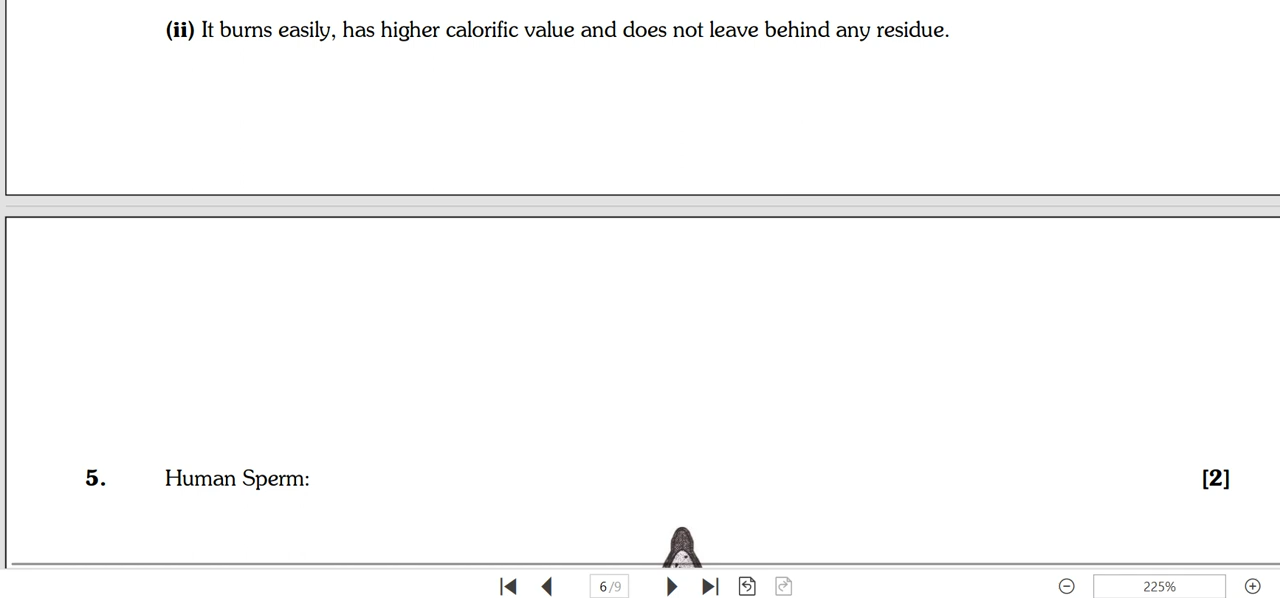 (ii) It burns easily, has higher calorific value and does not leave behind any residue.
5. Human Sperm: [2]
6 /9 225%